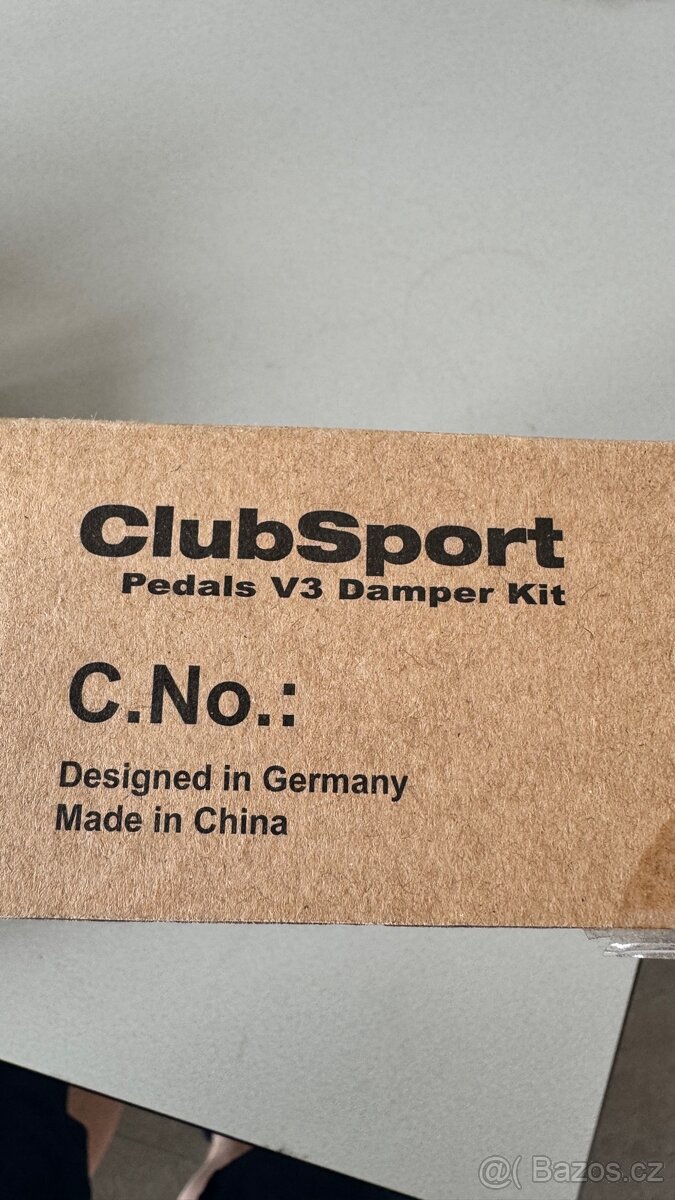 ClubSport
Pedals V3 Damper Kit
C.No.:
Designed in Germany
Made in China
@( Bazos.cz